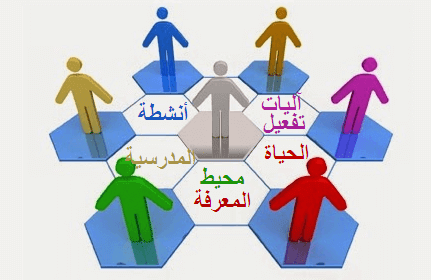 آليات
تفعيل
أنشطة
الحياة
المدرسية
محيط
المعرفة